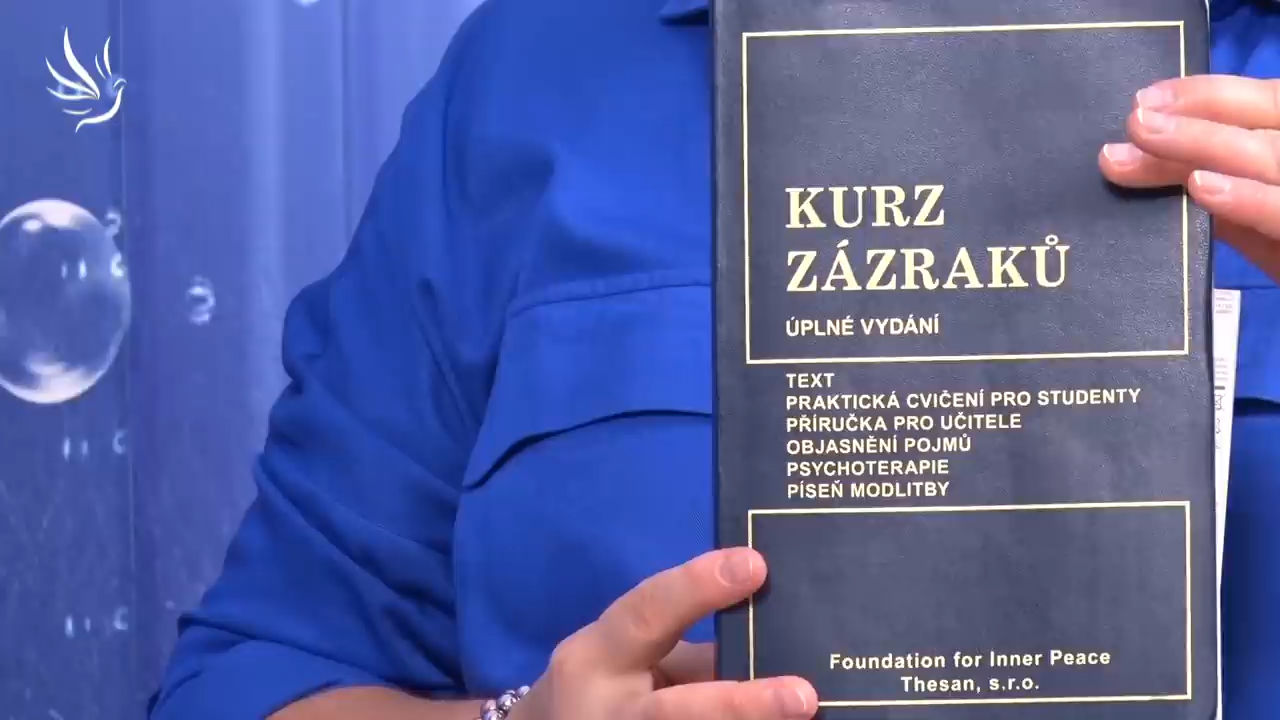 KURZ
ZÁZRAKŮ
ÚPLNÉ VYDÁNÍ
TEXT
PRAKTICKÁ CVIČENÍ PRO STUDENTY
PŘÍRUČKA PRO UČITELE
OBJASNĚNÍ POJMŮ
PSYCHOTERAPIE
PÍSEŇ MODLITBY
Foundation for Inner Peace
Thesan, s.r.o.